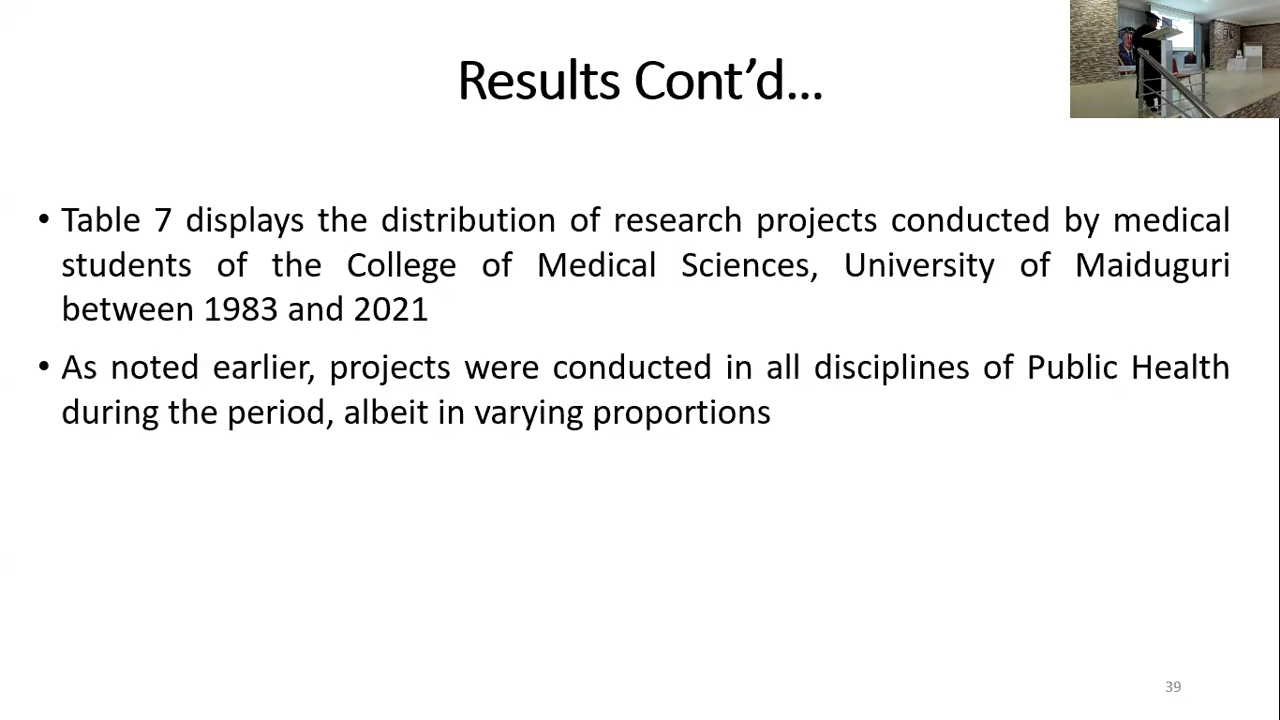 Results Cont’d...
• Table 7 displays the distribution of research projects conducted by medical
students of the College of Medical Sciences, University of Maiduguri
between 1983 and 2021
• As noted earlier, projects were conducted in all disciplines of Public Health
during the period, albeit in varying proportions
39